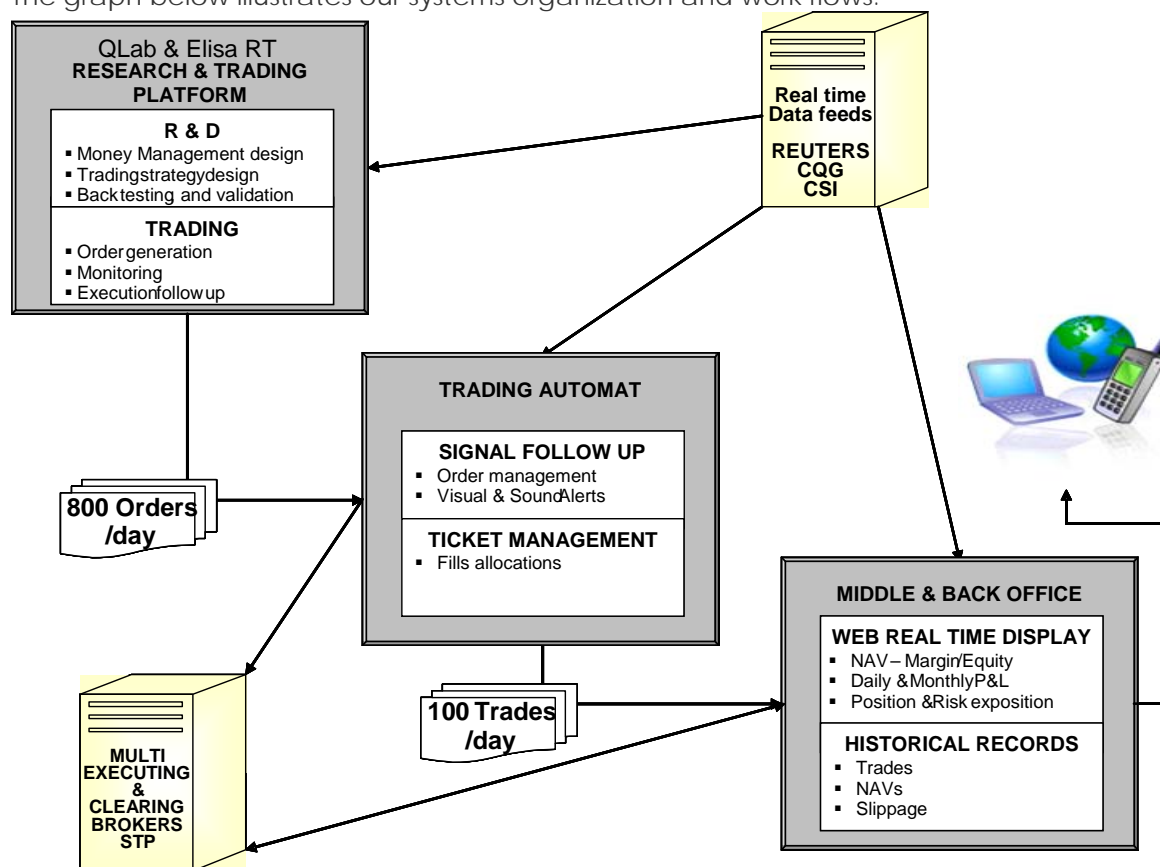 The graph below illustrates our systems organization and work flows.
QLab & Elisa RT
RESEARCH & TRADING
PLATFORM
R & D
▪ Money Management design
▪ Tradingstrategydesign
▪ Backtesting and validation
TRADING
▪ Ordergeneration
▪ Monitoring
▪ Executionfollowup
Real time
Data feeds
REUTERS
CQG
CSI
TRADING AUTOMAT
SIGNAL FOLLOW UP
▪ Order management
▪ Visual & SoundAlerts
TICKET MANAGEMENT
▪ Fills allocations
800 Orders
/day
MIDDLE & BACK OFFICE
WEB REAL TIME DISPLAY
▪ NAV – Margin/Equity
▪ Daily &MonthlyP&L
▪ Position &Risk exposition
HISTORICAL RECORDS
▪ Trades
▪ NAVs
▪ Slippage
100 Trades
/day
MULTI
EXECUTING
&
CLEARING
BROKERS
STP